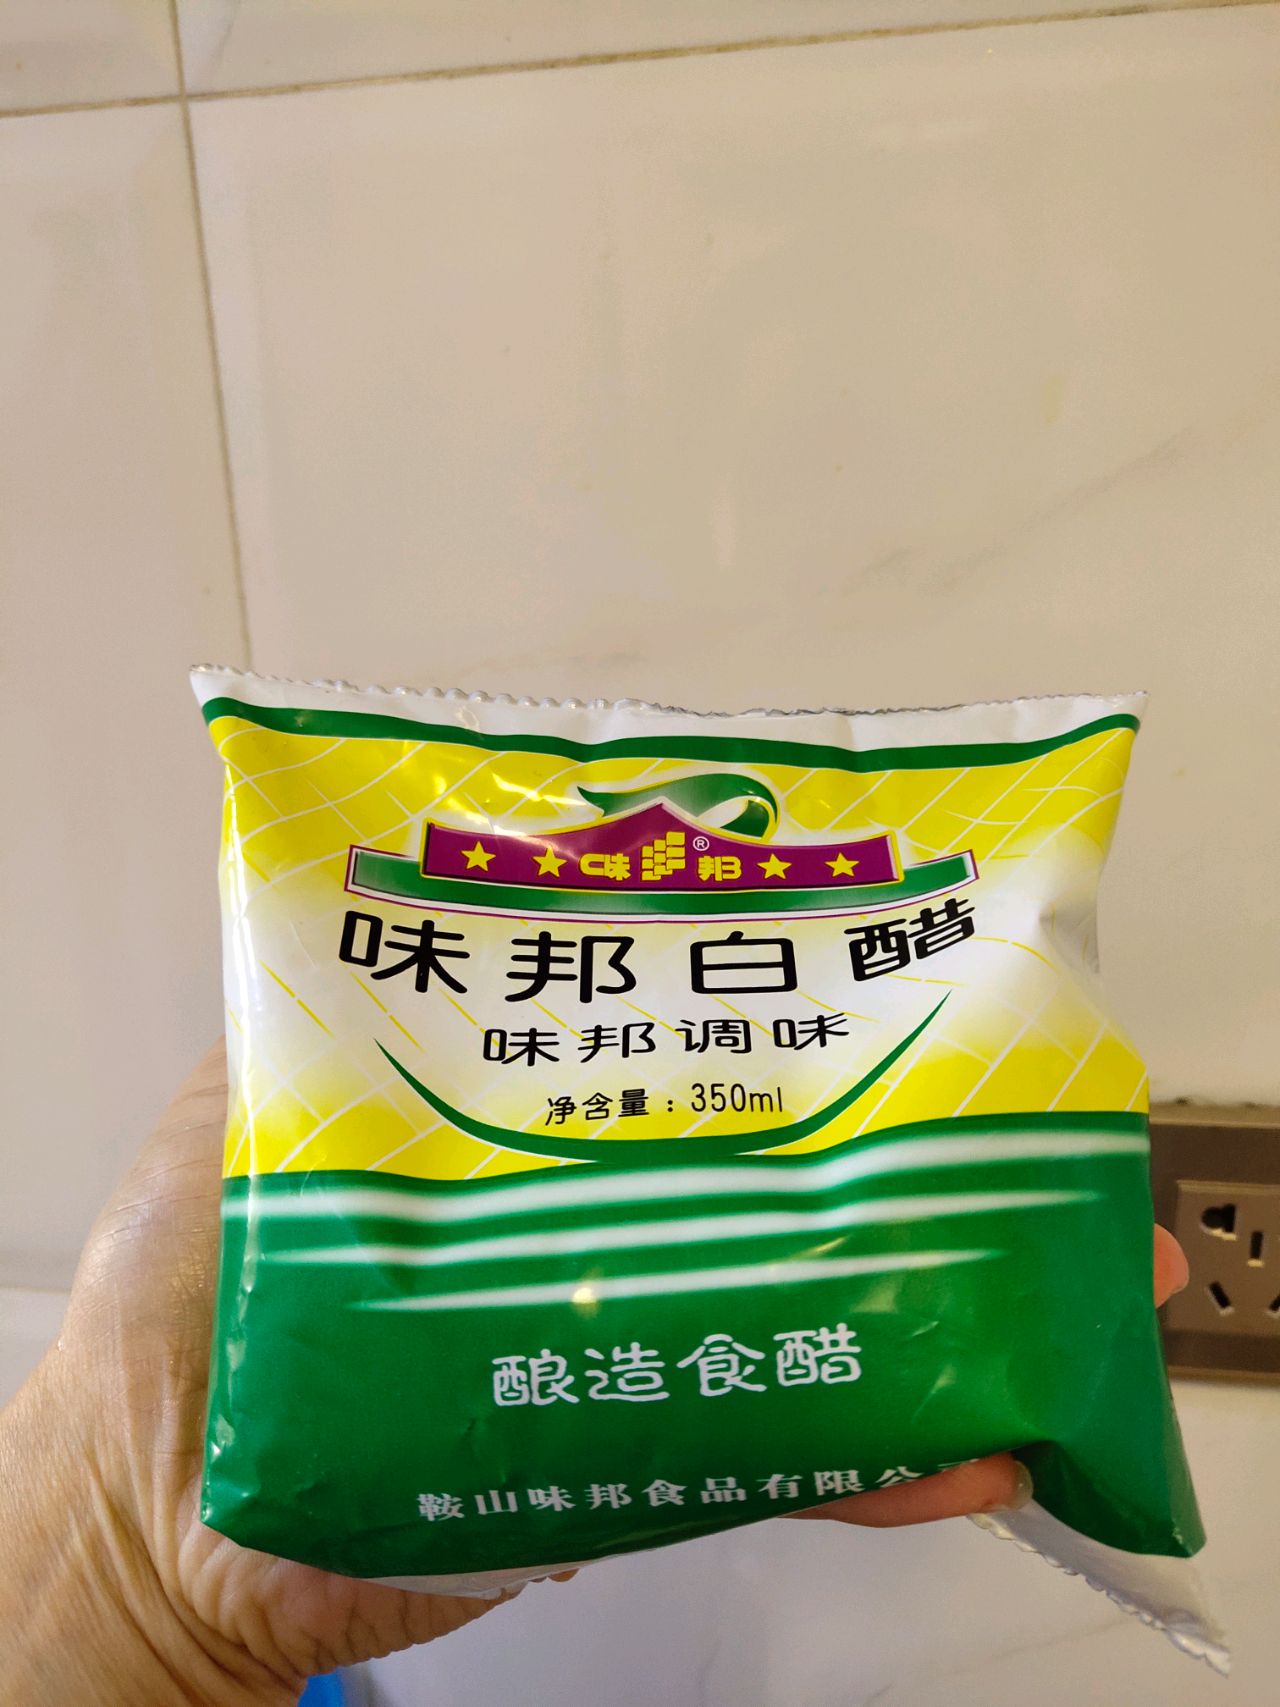 味邦®
味邦白醋
味邦调味
净含量：350ml
酿造食醋
鞍山味邦食品有限公